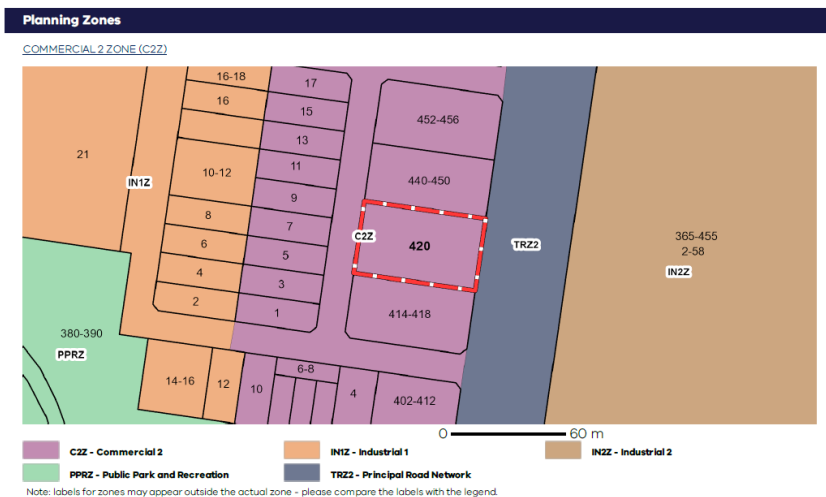 Planning Zones
COMMERCIAL 2 ZONE (C2Z)
16-18
17
16
15
452-456
13
21
11
10-12
440-450
IN1Z
9
8
7
C2Z
420
TRZ2
365-455
2-58
IN2Z
6
5
4
3
2
1
414-418
380-390
PPRZ
6-8
14-16
12
10
4
402-412
0 60 m
C2Z - Commercial 2
IN1Z - Industrial 1
IN2Z - Industrial 2
PPRZ - Public Park and Recreation
TRZ2 - Principal Road Network
Note: labels for zones may appear outside the actual zone - please compare the labels with the legend.